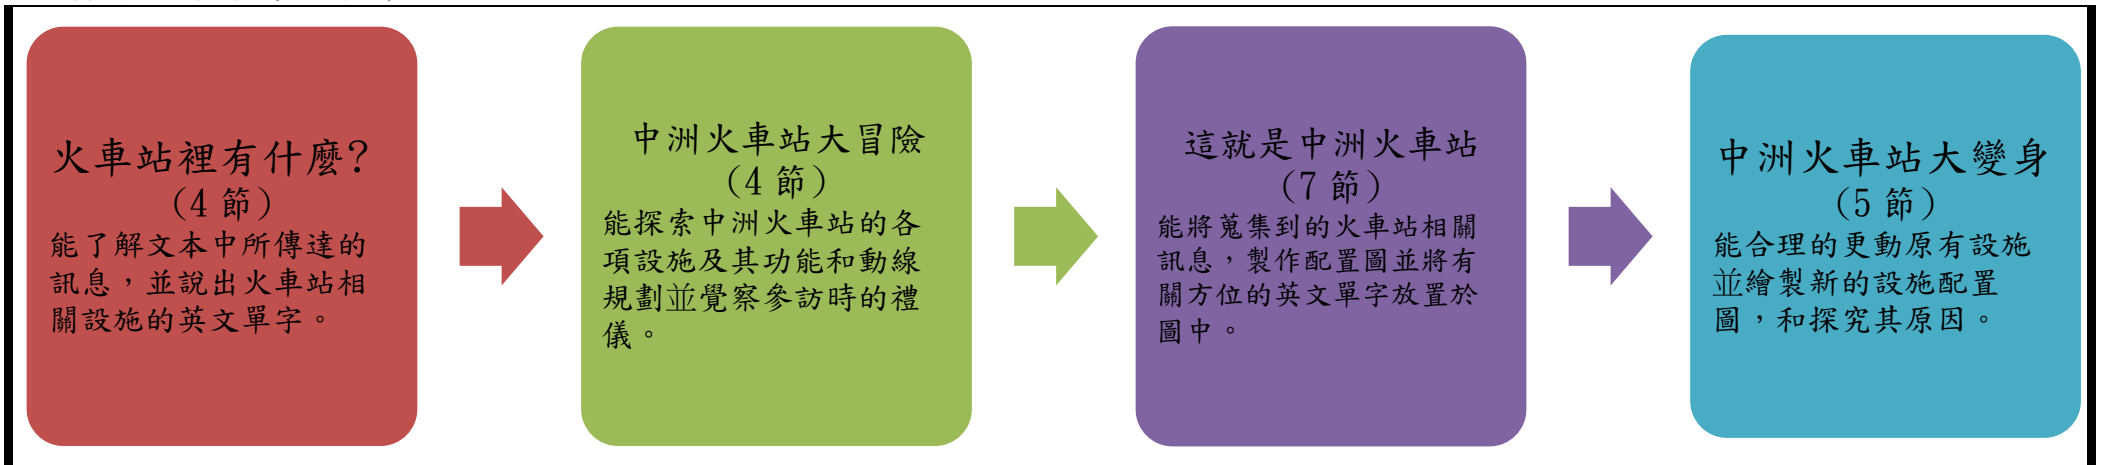 火車站裡有什麼?
(4 節)
能了解文本中所傳達的
訊息，並說出火車站相
關設施的英文單字。
中洲火車站大冒險
(4 節)
能探索中洲火車站的各
項設施及其功能和動線
規劃並覺察參訪時的禮
儀。
這就是中洲火車站
(7 節)
能將蒐集到的火車站相關
訊息，製作配置圖並將有
關方位的英文單字放置於
圖中。
中洲火車站大變身
(5 節)
能合理的更動原有設施
並繪製新的設施配置
圖，和探究其原因。